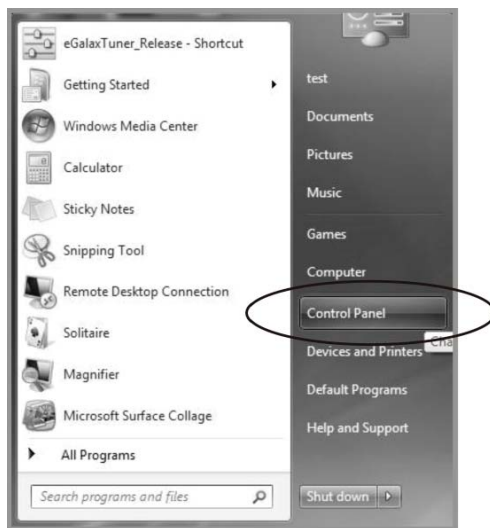 eGalaxTuner_Release - Shortcut
Getting Started
Windows Media Center
Calculator
Sticky Notes
Snipping Tool
Remote Desktop Connection
Solitaire
Magnifier
Microsoft Surface Collage
All Programs
Search programs and files
test
Documents
Pictures
Music
Games
Computer
Control Panel
Devices and Printers
Default Programs
Help and Support
Shut down